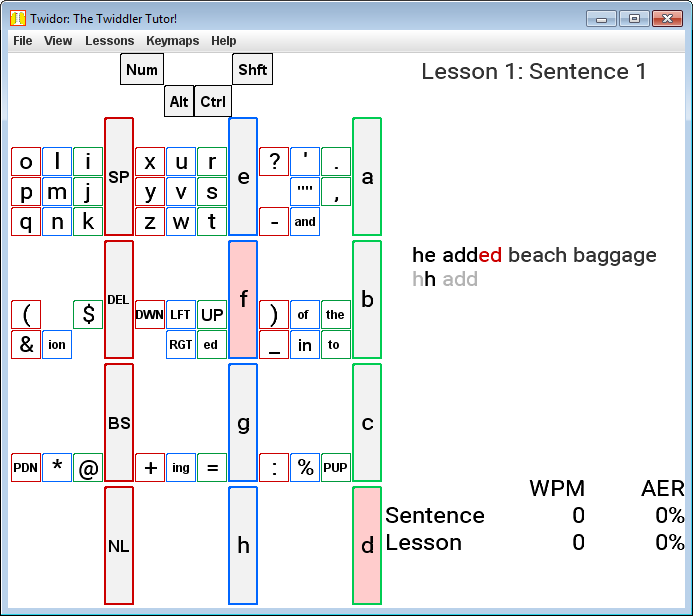 Twidor: The Twiddler Tutor!
File View Lessons Keymaps Help
Num Shft
Lesson 1: Sentence 1
Alt Ctrl
o l i x u r ? ' .
SP e a
p m j y v s "" ,
q n k z w t - and
he added beach baggage
hh add
DEL f b
( $ DWN LFT UP ) of the
& ion RGT ed _ in to
BS g c
PDN * @ + ing = : % PUP
WPM AER
Sentence 0 0%
Lesson 0 0%
NL h d